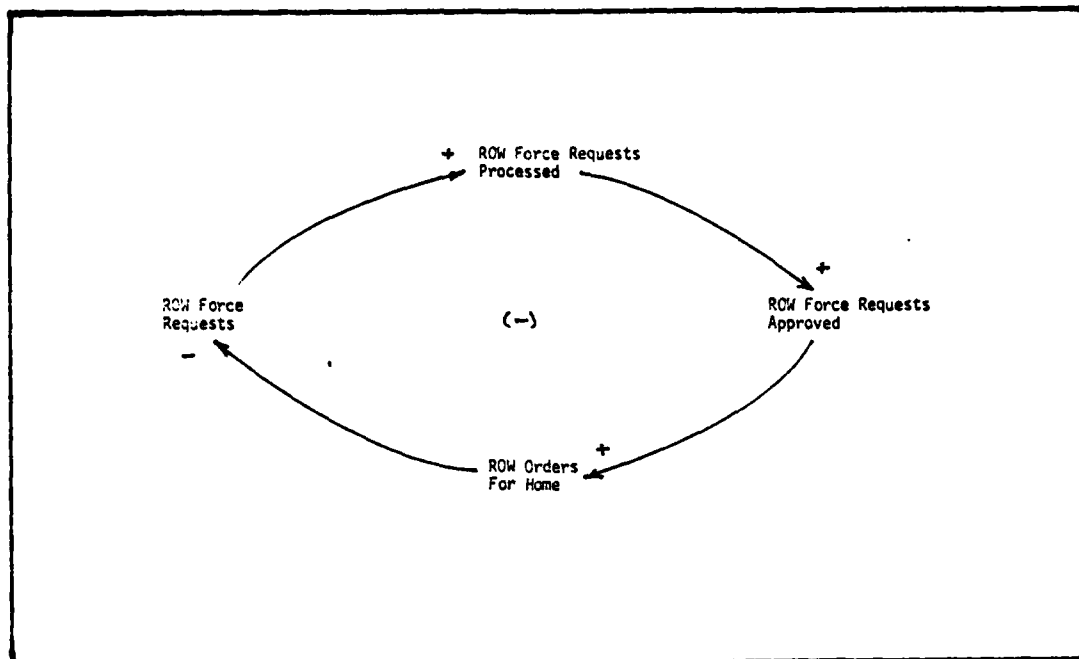 + ROW Force Requests
Processed
+
ROW Force
Requests
-
(-)
ROW Force Requests
Approved
+
ROW Orders
For Home